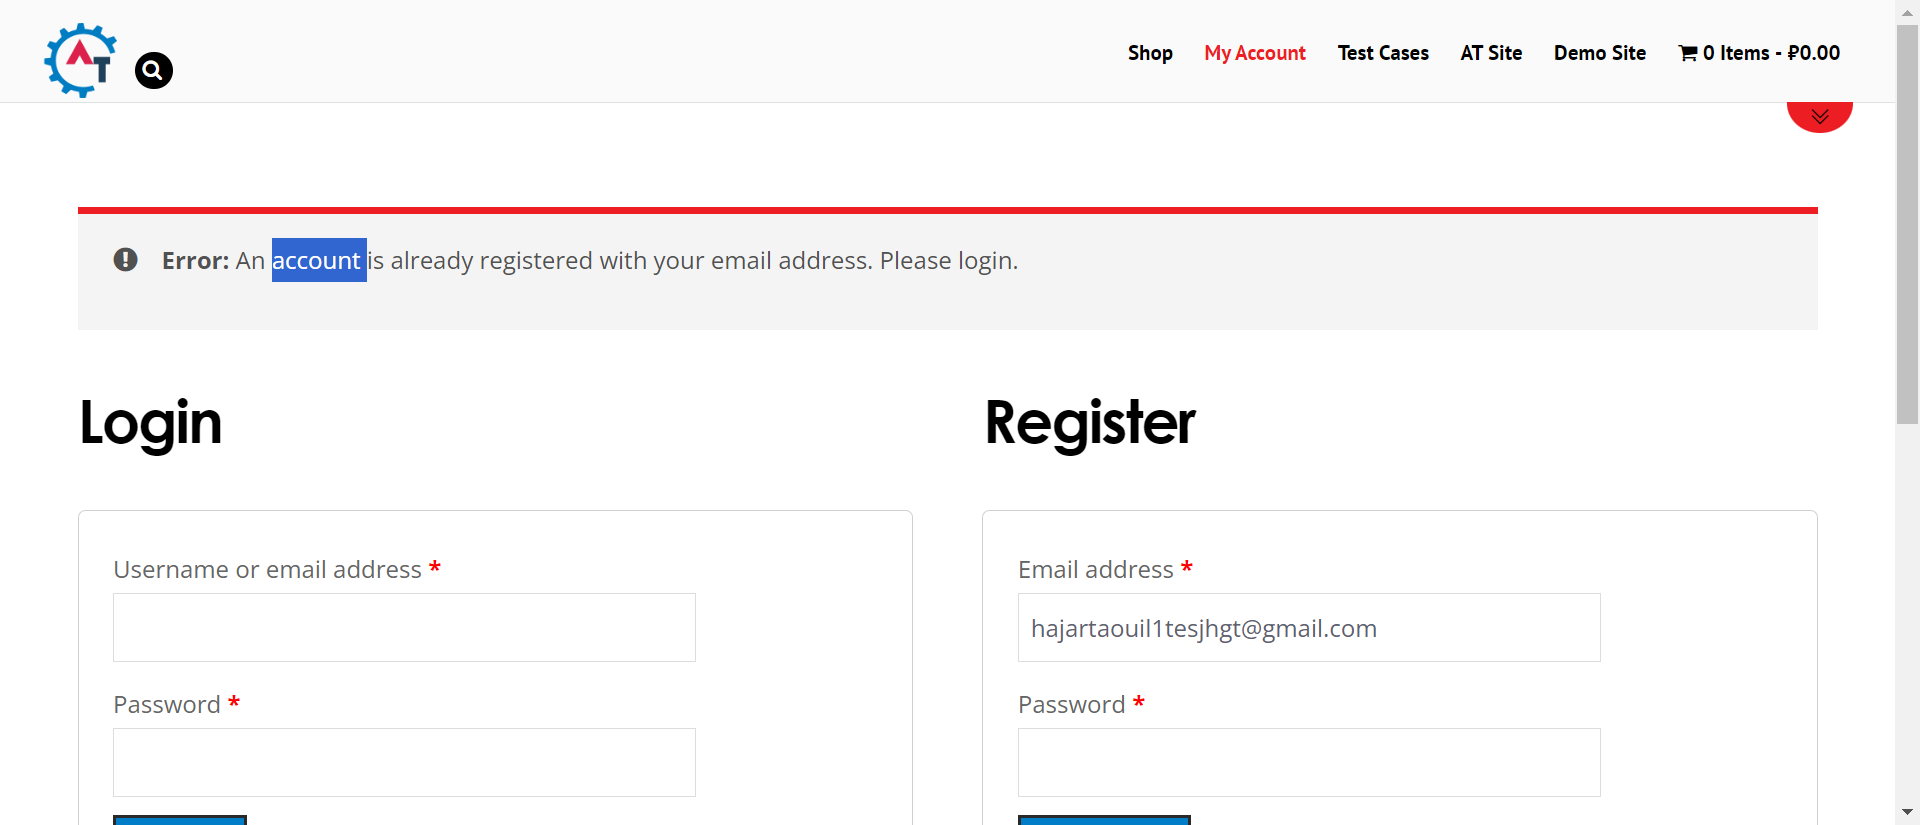 AT
Shop My Account Test Cases AT Site Demo Site 0 Items - ₽0.00
Error: An account is already registered with your email address. Please login.
Login
Register
Username or email address *
Email address *
hajartaouil1tesjhgt@gmail.com
Password *
Password *